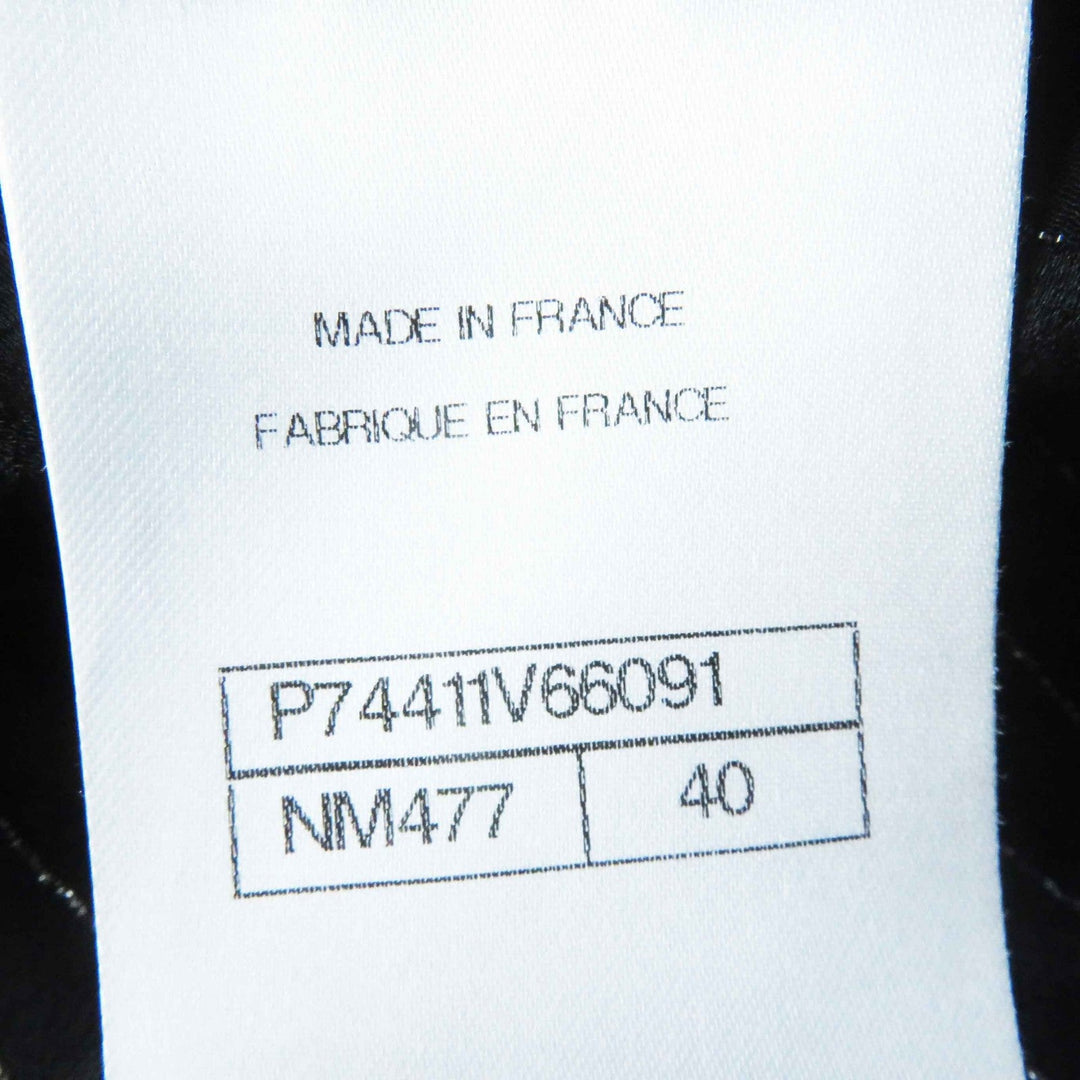 MADE IN FRANCE
FABRIQUE EN FRANCE
P74411V66091
NM477 40